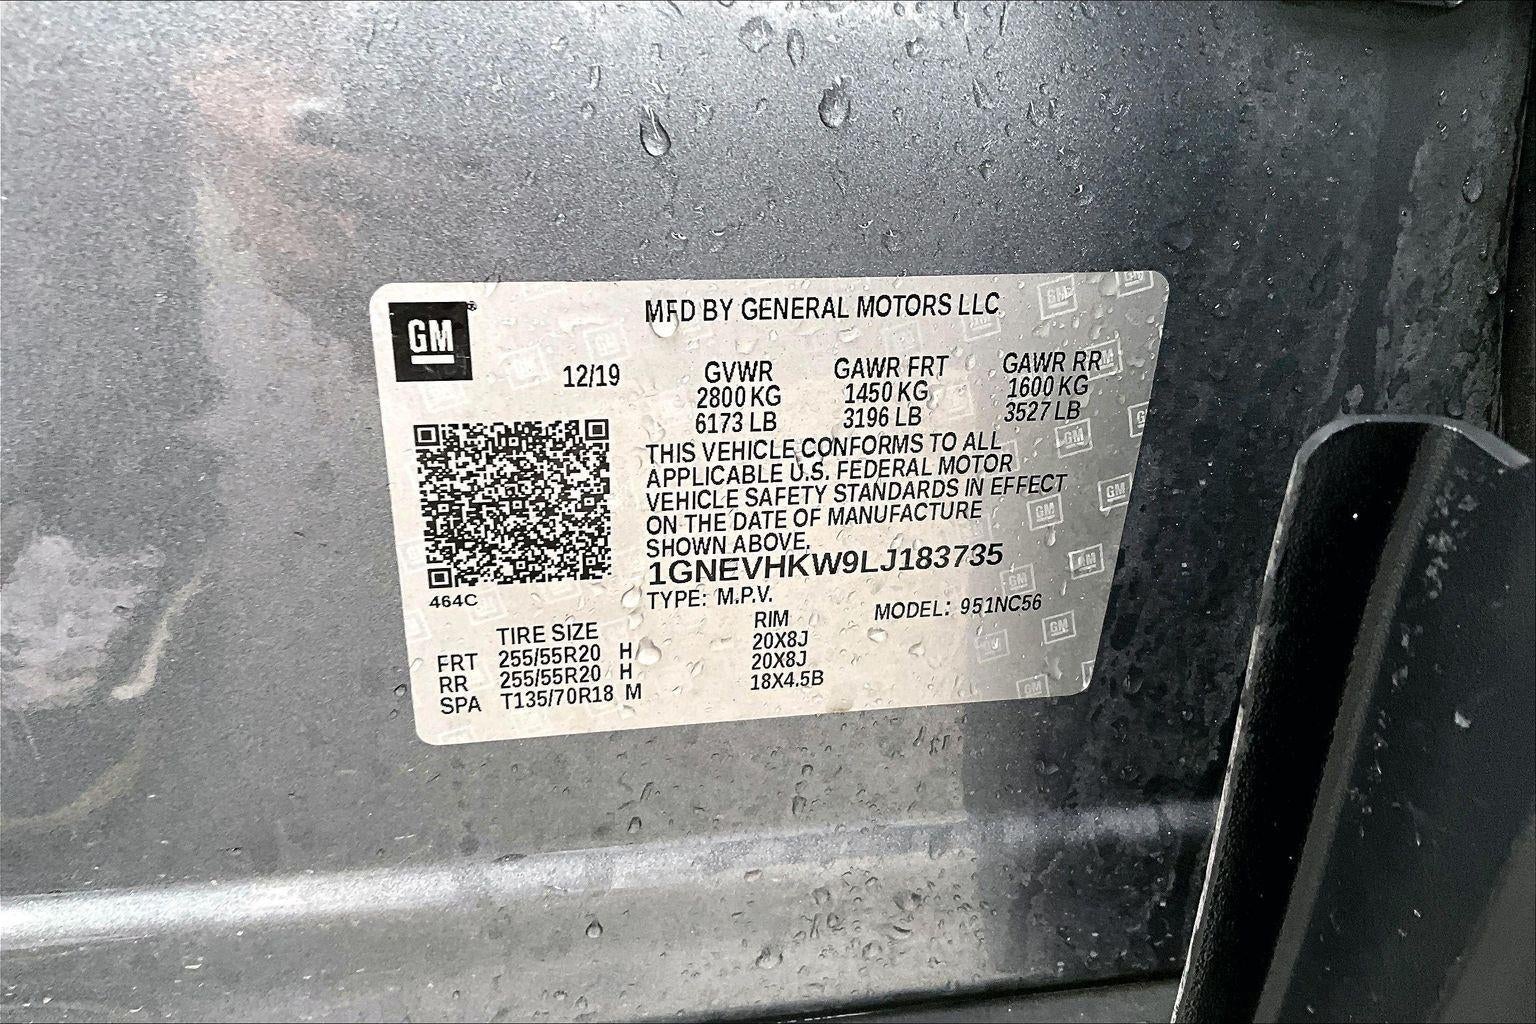 GM
MFD BY GENERAL MOTORS LLC
12/19
GVWR GAWR FRT GAWR RR
2800 KG 1450 KG 1600 KG
6173 LB 3196 LB 3527 LB
THIS VEHICLE CONFORMS TO ALL
APPLICABLE U.S. FEDERAL MOTOR
VEHICLE SAFETY STANDARDS IN EFFECT
ON THE DATE OF MANUFACTURE
SHOWN ABOVE.
1GNEVHKW9LJ183735
464C
TYPE: M.P.V. MODEL: 951NC56
TIRE SIZE RIM
FRT 255/55R20 H 20X8J
RR 255/55R20 H 20X8J
SPA T135/70R18 M 18X4.5B